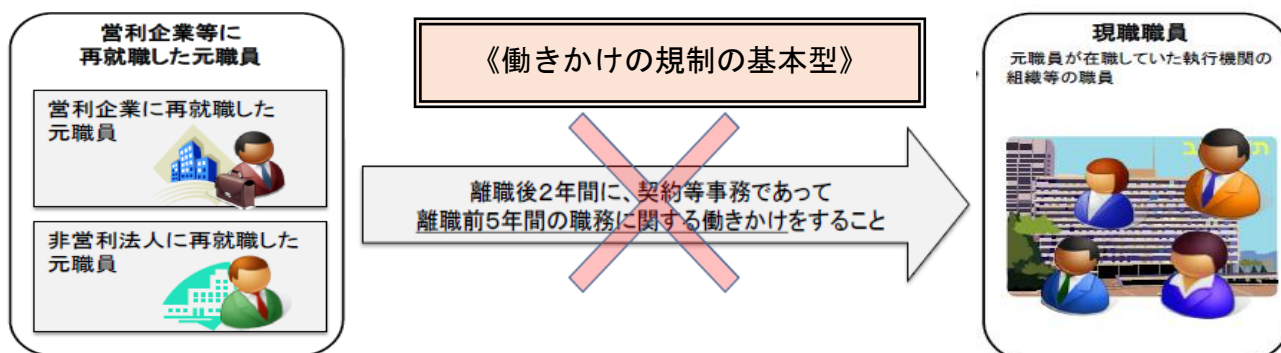 営利企業等に
再就職した元職員
営利企業に再就職した
元職員
非営利法人に再就職した
元職員
《働きかけの規制の基本型》
離職後2年間に、契約等事務であって
離職前5年間の職務に関する働きかけをすること
現職職員
元職員が在職していた執行機関の
組織等の職員